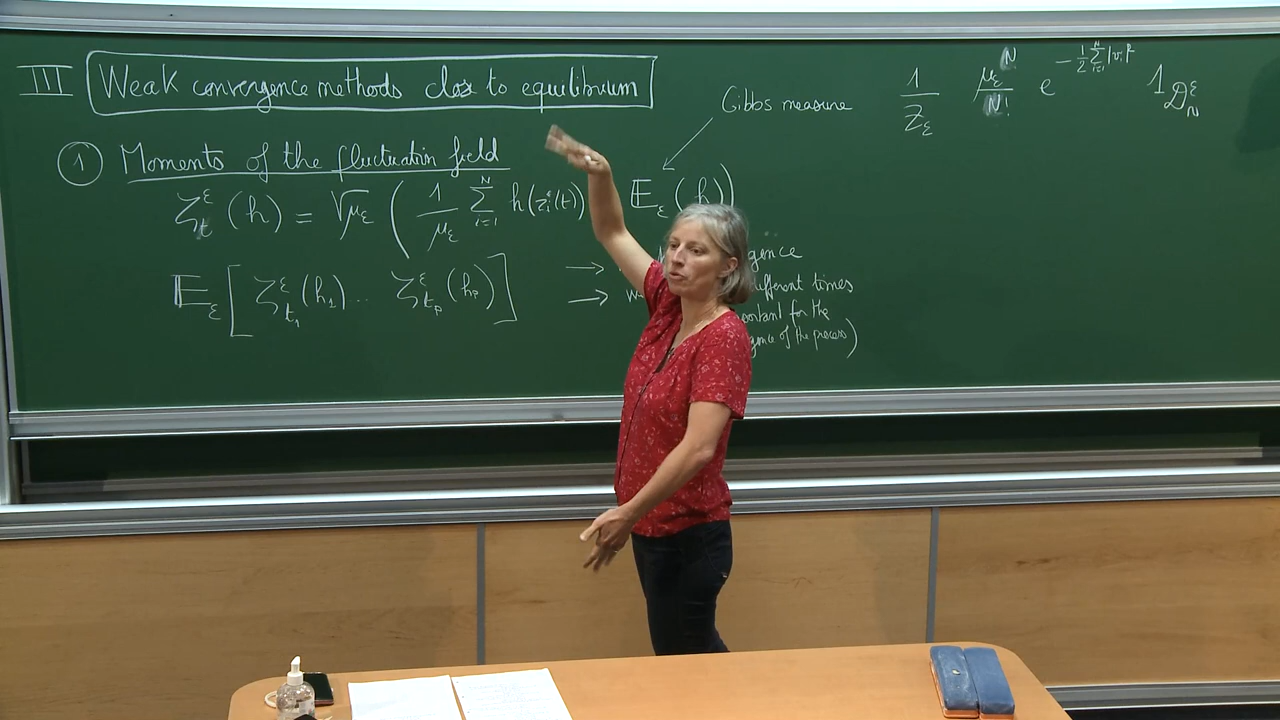 III Weak convergence methods close to equilibrium
1/Z_ε μ_ε^N/N! e^{-1/2 Σ_{i=1}^N |v_i|²} 1_{𝒟_N^ε}
Gibbs measure
① Moments of the fluctuation field
ζ_t^ε (h) = √μ_ε ( 1/μ_ε Σ_{i=1}^N h(z_i^ε(t)) 𝔼_ε (h) )
𝔼_ε [ ζ_{t_1}^ε (h_1) ... ζ_{t_p}^ε (h_p) ]
→ gence
→ ifferent times
ortant for the
gence of the process)